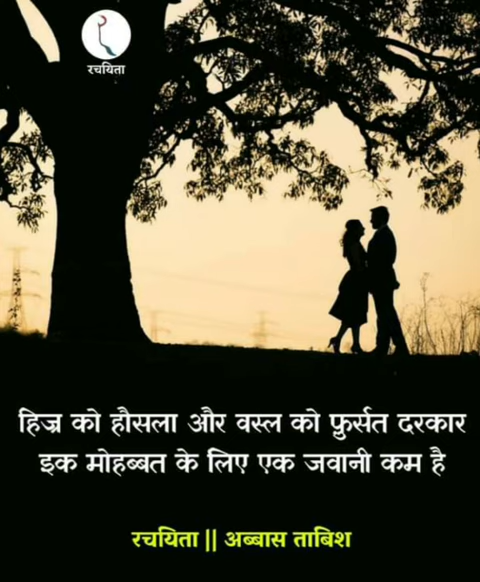 रचयिता
हिज्र को हौसला और वस्ल को फ़ुर्सत दरकार
इक मोहब्बत के लिए एक जवानी कम है
रचयिता || अब्बास ताबिश